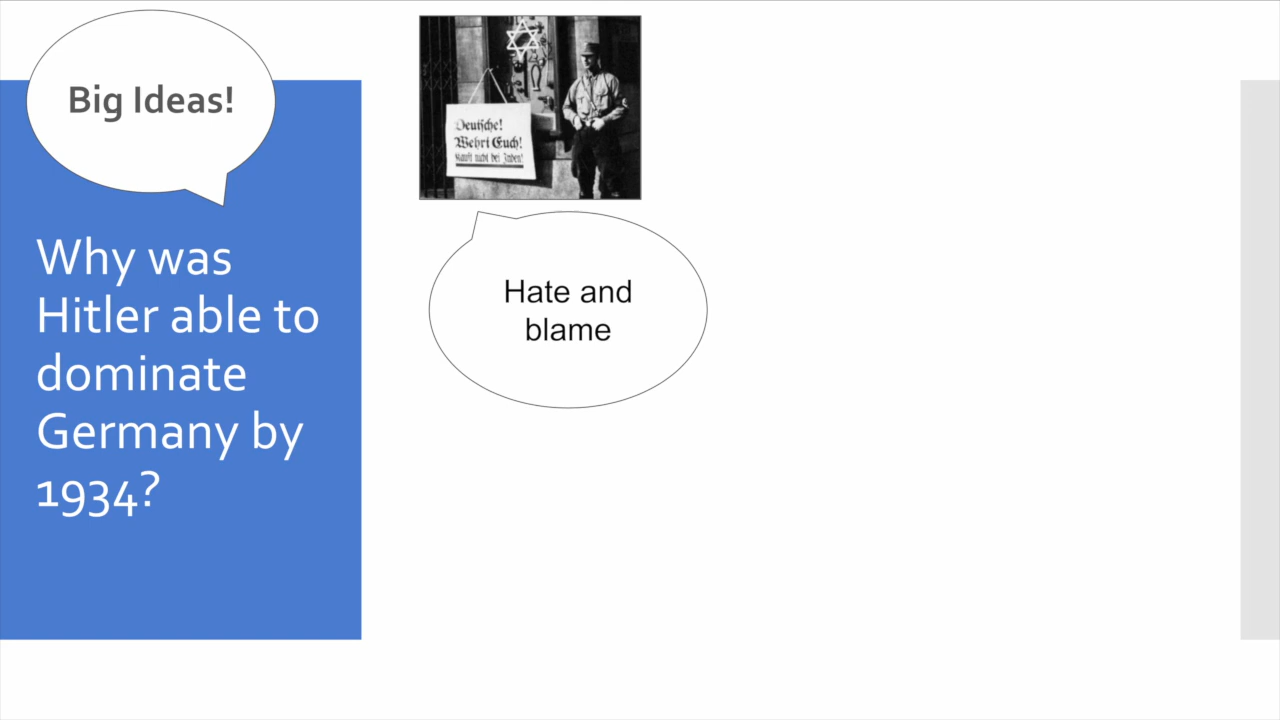 Big Ideas!
Why was
Hitler able to
dominate
Germany by
1934?
Deutsche!
Wehrt Euch!
Kauft nicht bei Juden!
Hate and
blame